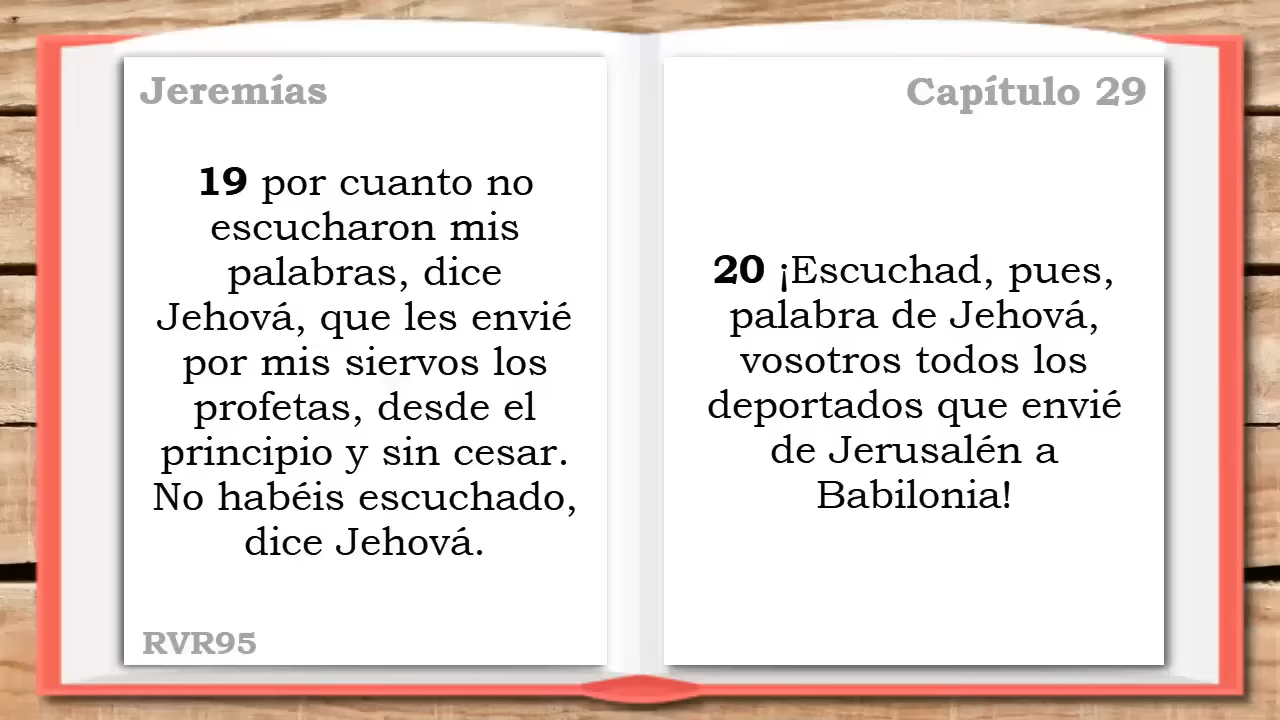 Jeremías
19 por cuanto no
escucharon mis
palabras, dice
Jehová, que les envié
por mis siervos los
profetas, desde el
principio y sin cesar.
No habéis escuchado,
dice Jehová.
RVR95
Capítulo 29
20 ¡Escuchad, pues,
palabra de Jehová,
vosotros todos los
deportados que envié
de Jerusalén a
Babilonia!